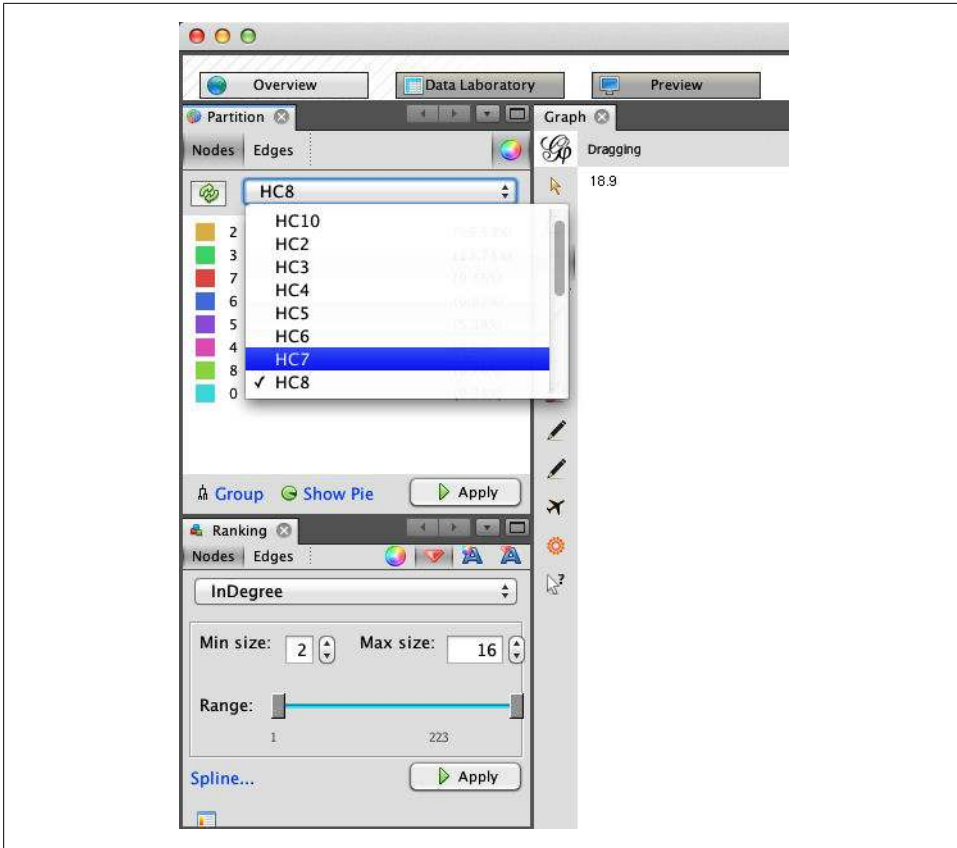 Overview
Data Laboratory
Preview
Partition
Graph
Nodes
Edges
Dragging
HC8
18.9
HC10
HC2
HC3
HC4
HC5
HC6
HC7
✓ HC8
2
3
7
6
5
4
8
0
Group
Show Pie
Apply
Ranking
Nodes
Edges
InDegree
Min size:
2
Max size:
16
Range:
1
223
Spline...
Apply